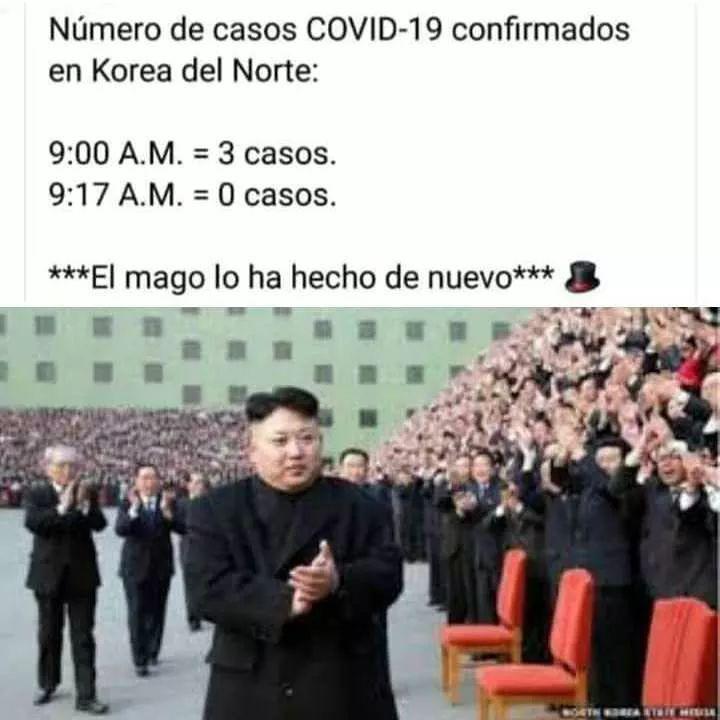 Número de casos COVID-19 confirmados
en Korea del Norte:
9:00 A.M. = 3 casos.
9:17 A.M. = 0 casos.
***El mago lo ha hecho de nuevo*** 🎩
NORTH KOREA STATE MEDIA